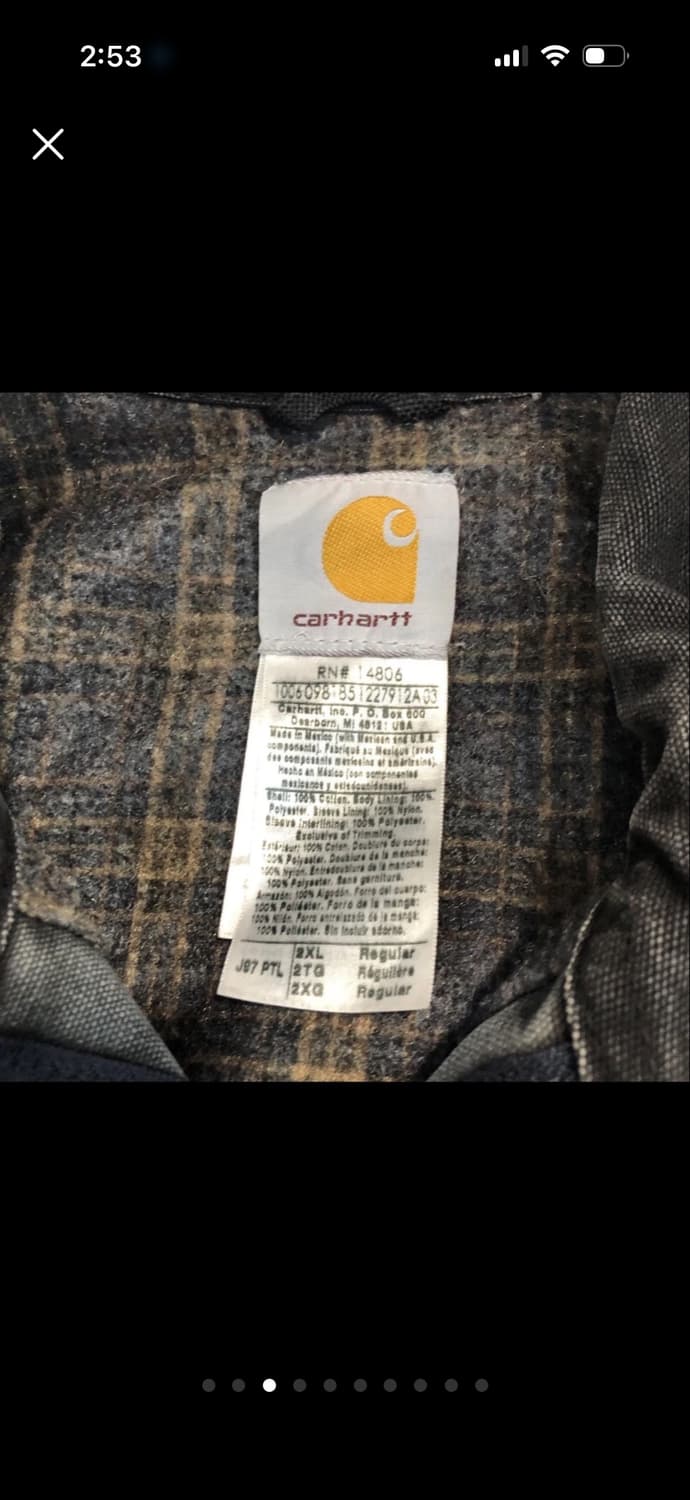 2:53
carhartt
RN# 14806
Carhartt, Inc. P. O. Box 600
Dearborn, MI 48121 USA
Made in Mexico (with Mexican and U.S.A.
components). Fabriqué au Mexique (avec
des composants mexicains et américains).
Hecho en México (con componentes
mexicanos y estadounidenses).
Shell: 100% Cotton. Body Lining: 100%
Polyester. Sleeve Lining: 100% Nylon.
Sleeve Interlining: 100% Polyester.
Exclusive of Trimming.
Extérieur: 100% Coton. Doublure du corps:
100% Polyester. Doublure de la manche:
100% Nylon. Entredoublure de la manche:
100% Polyester. Sans garniture.
Armazón: 100% Algodón. Forro del cuerpo:
100% Poliéster. Forro de la manga:
100% Nilón. Forro entrelazado de la manga:
100% Poliéster. Sin incluir adorno.
2XL Regular
J97 PTL 2TG Régulière
2XG Regular